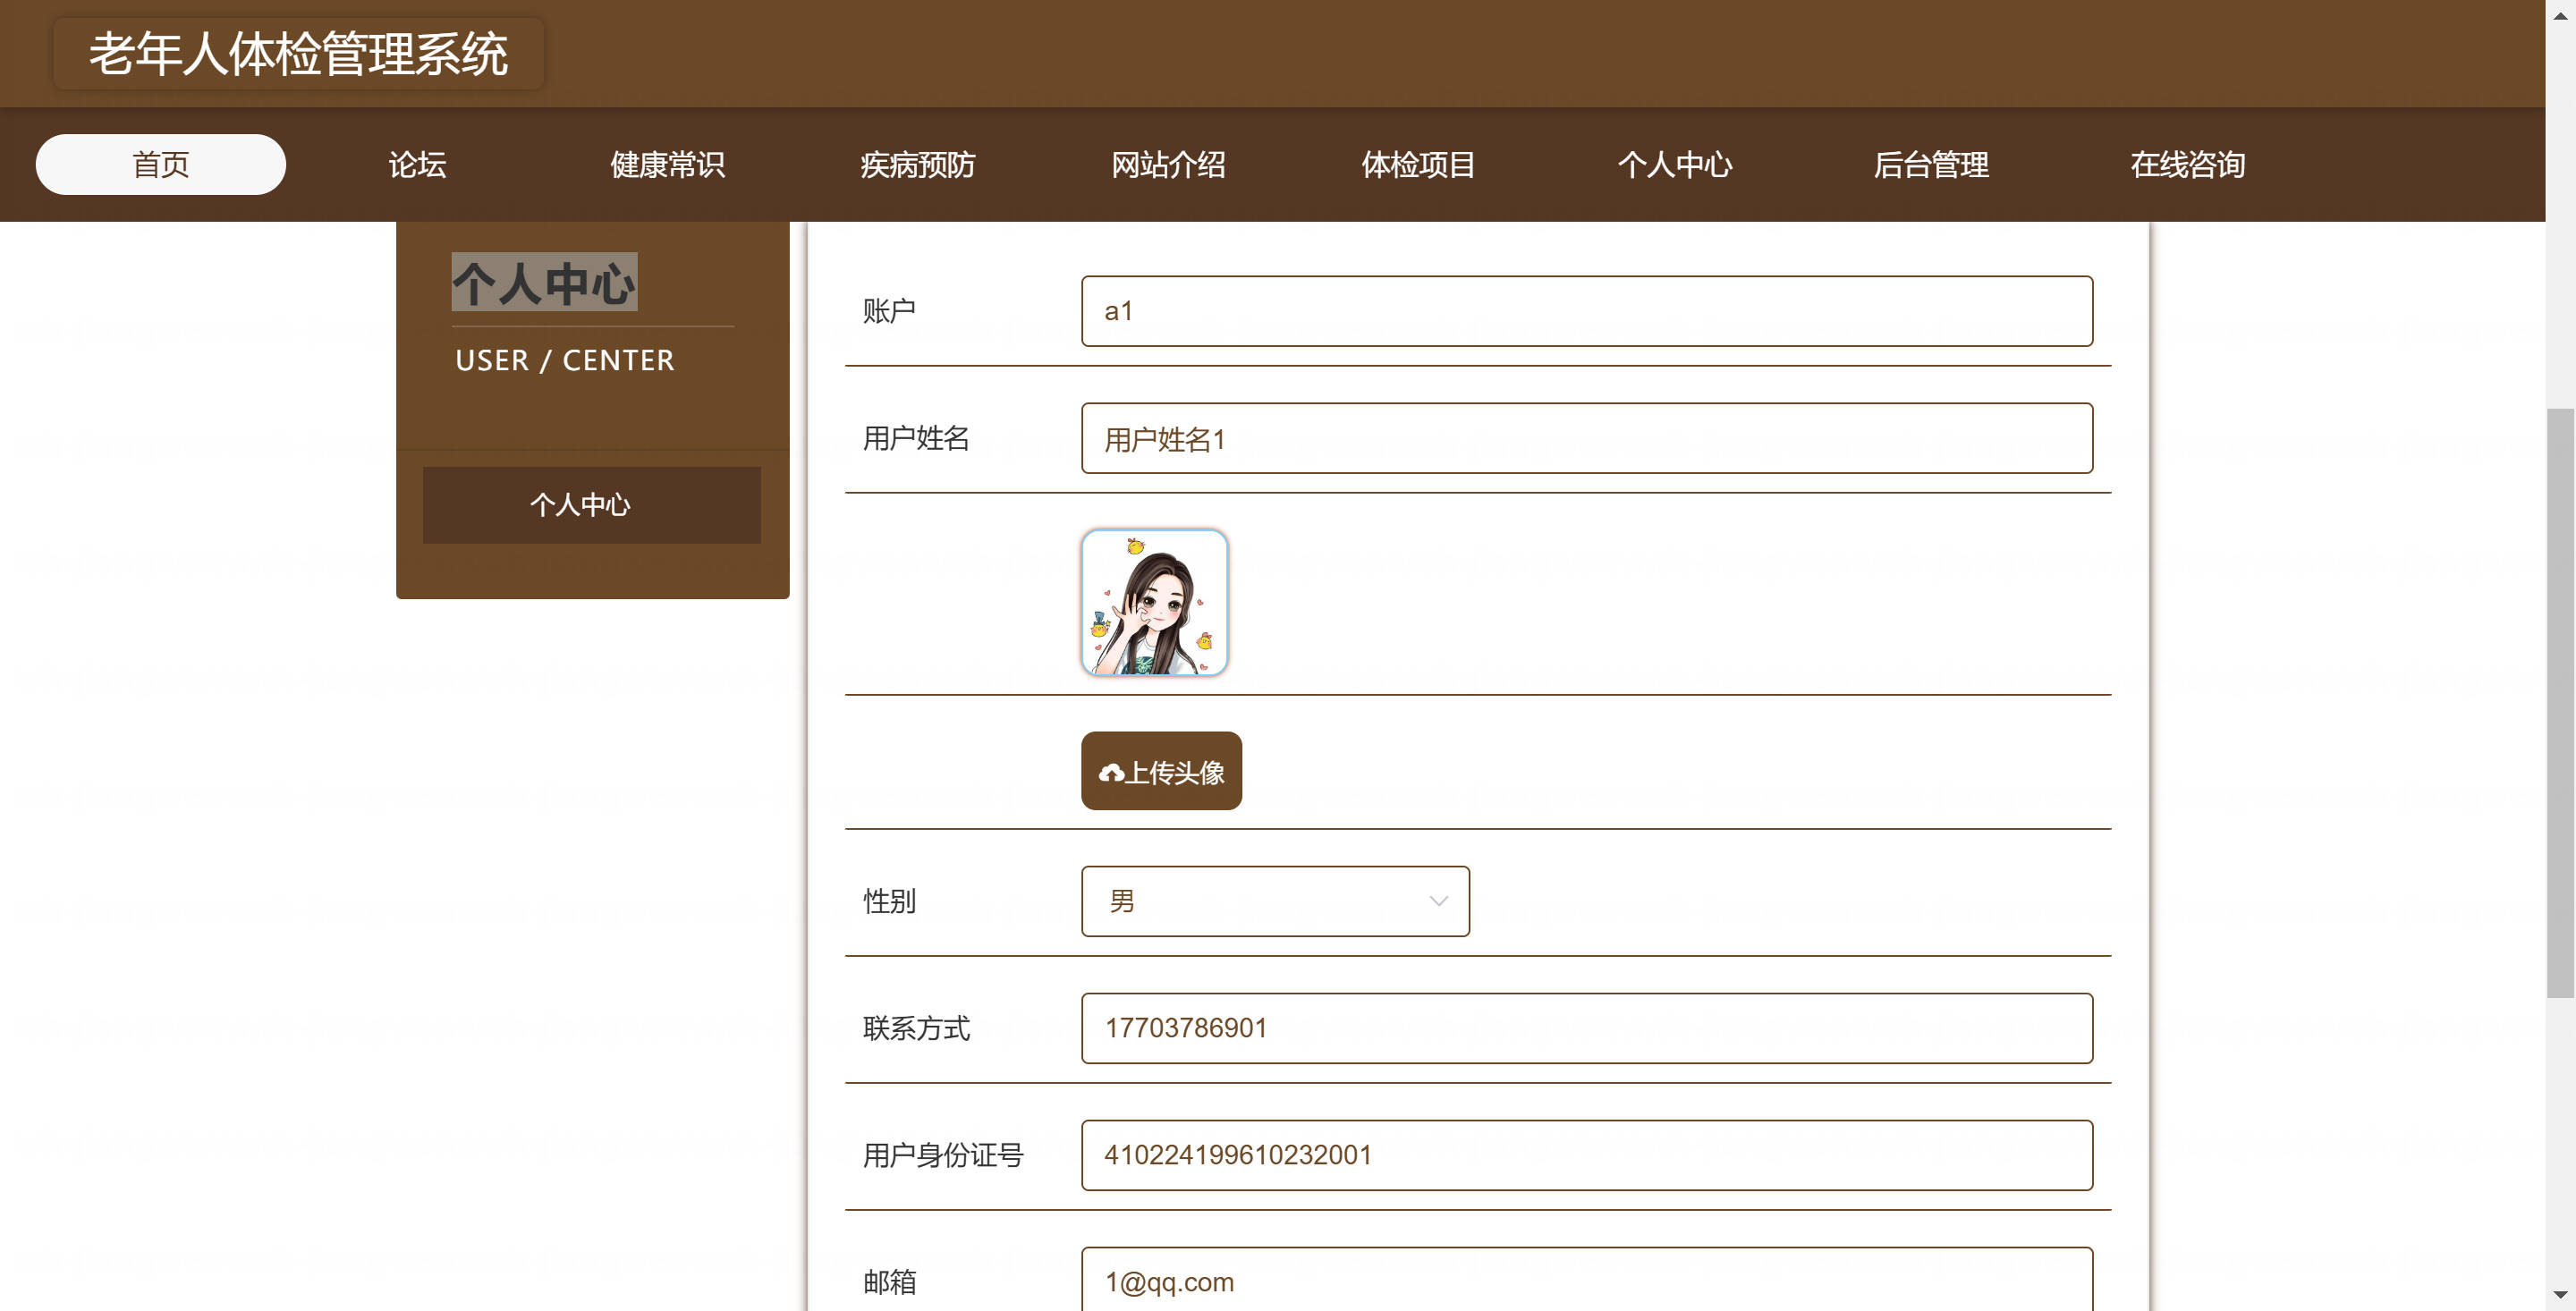 老年人体检管理系统
首页 论坛 健康常识 疾病预防 网站介绍 体检项目 个人中心 后台管理 在线咨询
个人中心
USER / CENTER
个人中心
账户 a1
用户姓名 用户姓名1
上传头像
性别 男
联系方式 17703786901
用户身份证号 410224199610232001
邮箱 1@qq.com